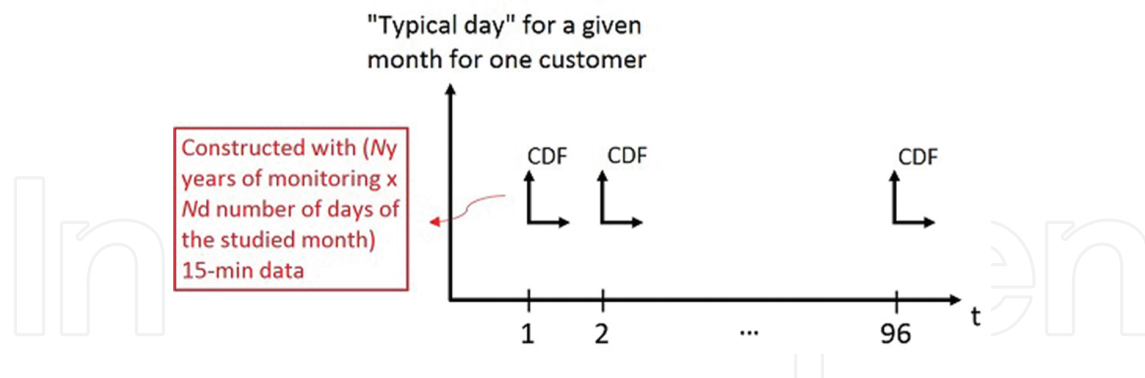 "Typical day" for a given
month for one customer
Constructed with (Ny
years of monitoring x
Nd number of days of
the studied month)
15-min data
CDF
CDF
CDF
1
2
...
96
t